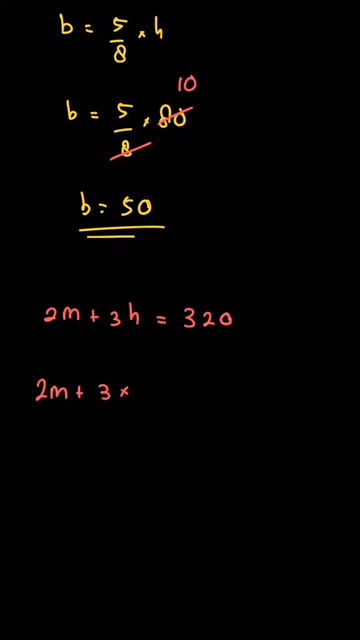 b = 5/8 × h
10
b = 5/8 × 80
b = 50
2m + 3h = 320
2m + 3 ×